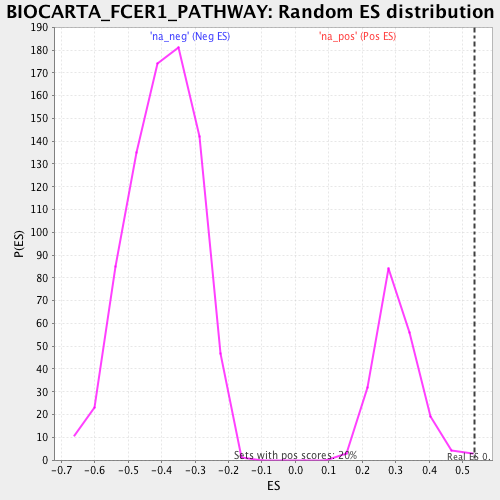 BIOCARTA_FCER1_PATHWAY: Random ES distribution
'na_neg' (Neg ES) 'na_pos' (Pos ES)
190
180
170
160
150
140
130
120
110
100
90
80
70
60
50
40
30
20
10
0
P(ES)
Sets with pos scores: 20%
Real ES 0.
-0.7 -0.6 -0.5 -0.4 -0.3 -0.2 -0.1 0.0 0.1 0.2 0.3 0.4 0.5
ES